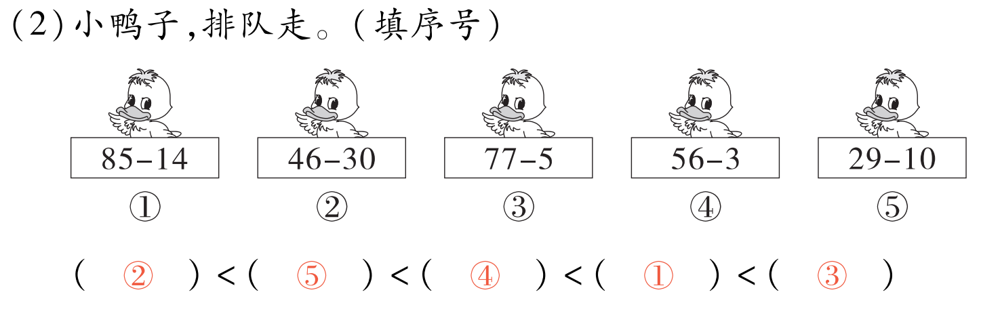 (2)小鸭子,排队走。(填序号)
85-14 46-30 77-5 56-3 29-10
① ② ③ ④ ⑤
( ② )<( ⑤ )<( ④ )<( ① )<( ③ )